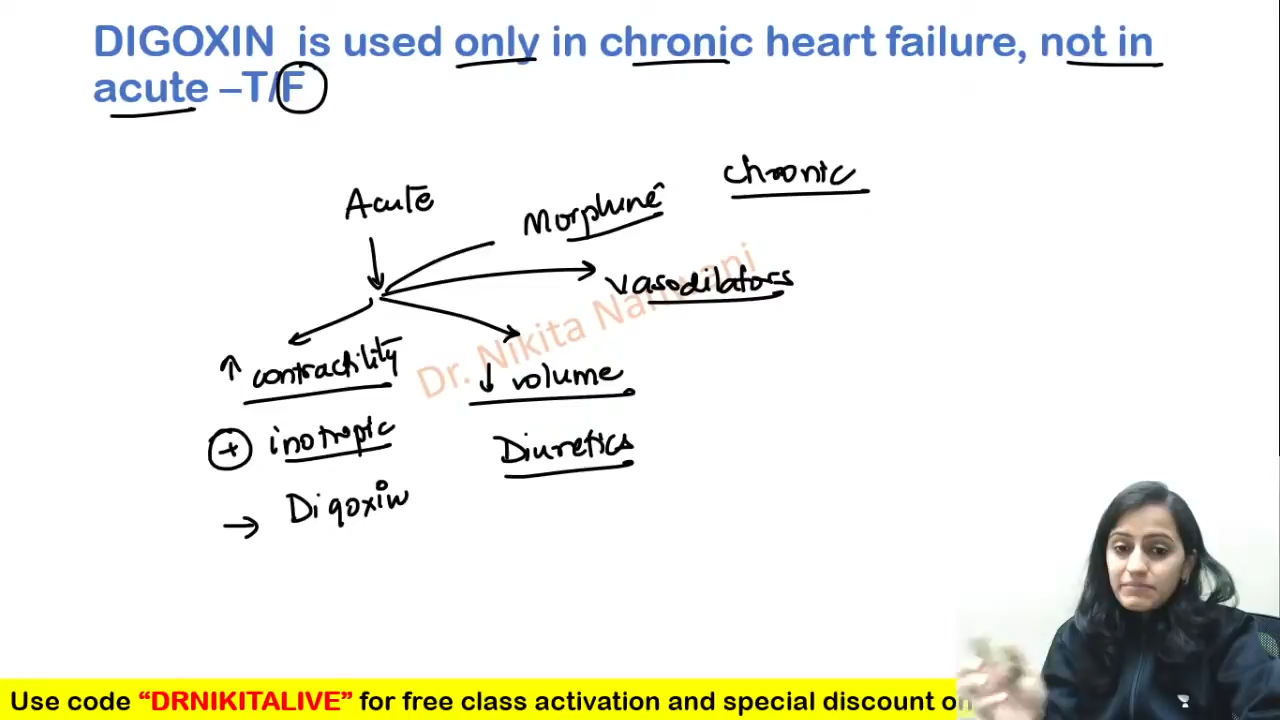 DIGOXIN is used only in chronic heart failure, not in
acute –T/F
chronic
Acute
Morphine
vasodilators
Dr. Nikita Nanwani
↑ contractility
↓ volume
+ inotropic
Diuretics
→ Digoxin
Use code “DRNIKITALIVE” for free class activation and special discount on